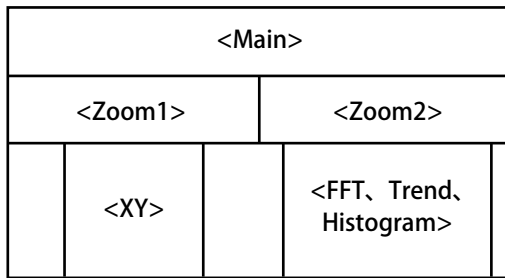 <Main>
<Zoom1>
<Zoom2>
<XY>
<FFT、Trend、
Histogram>